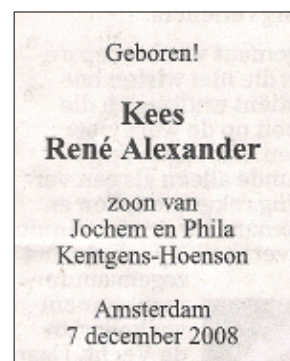 Geboren!
Kees
René Alexander
zoon van
Jochem en Phila
Kentgens-Hoenson
Amsterdam
7 december 2008